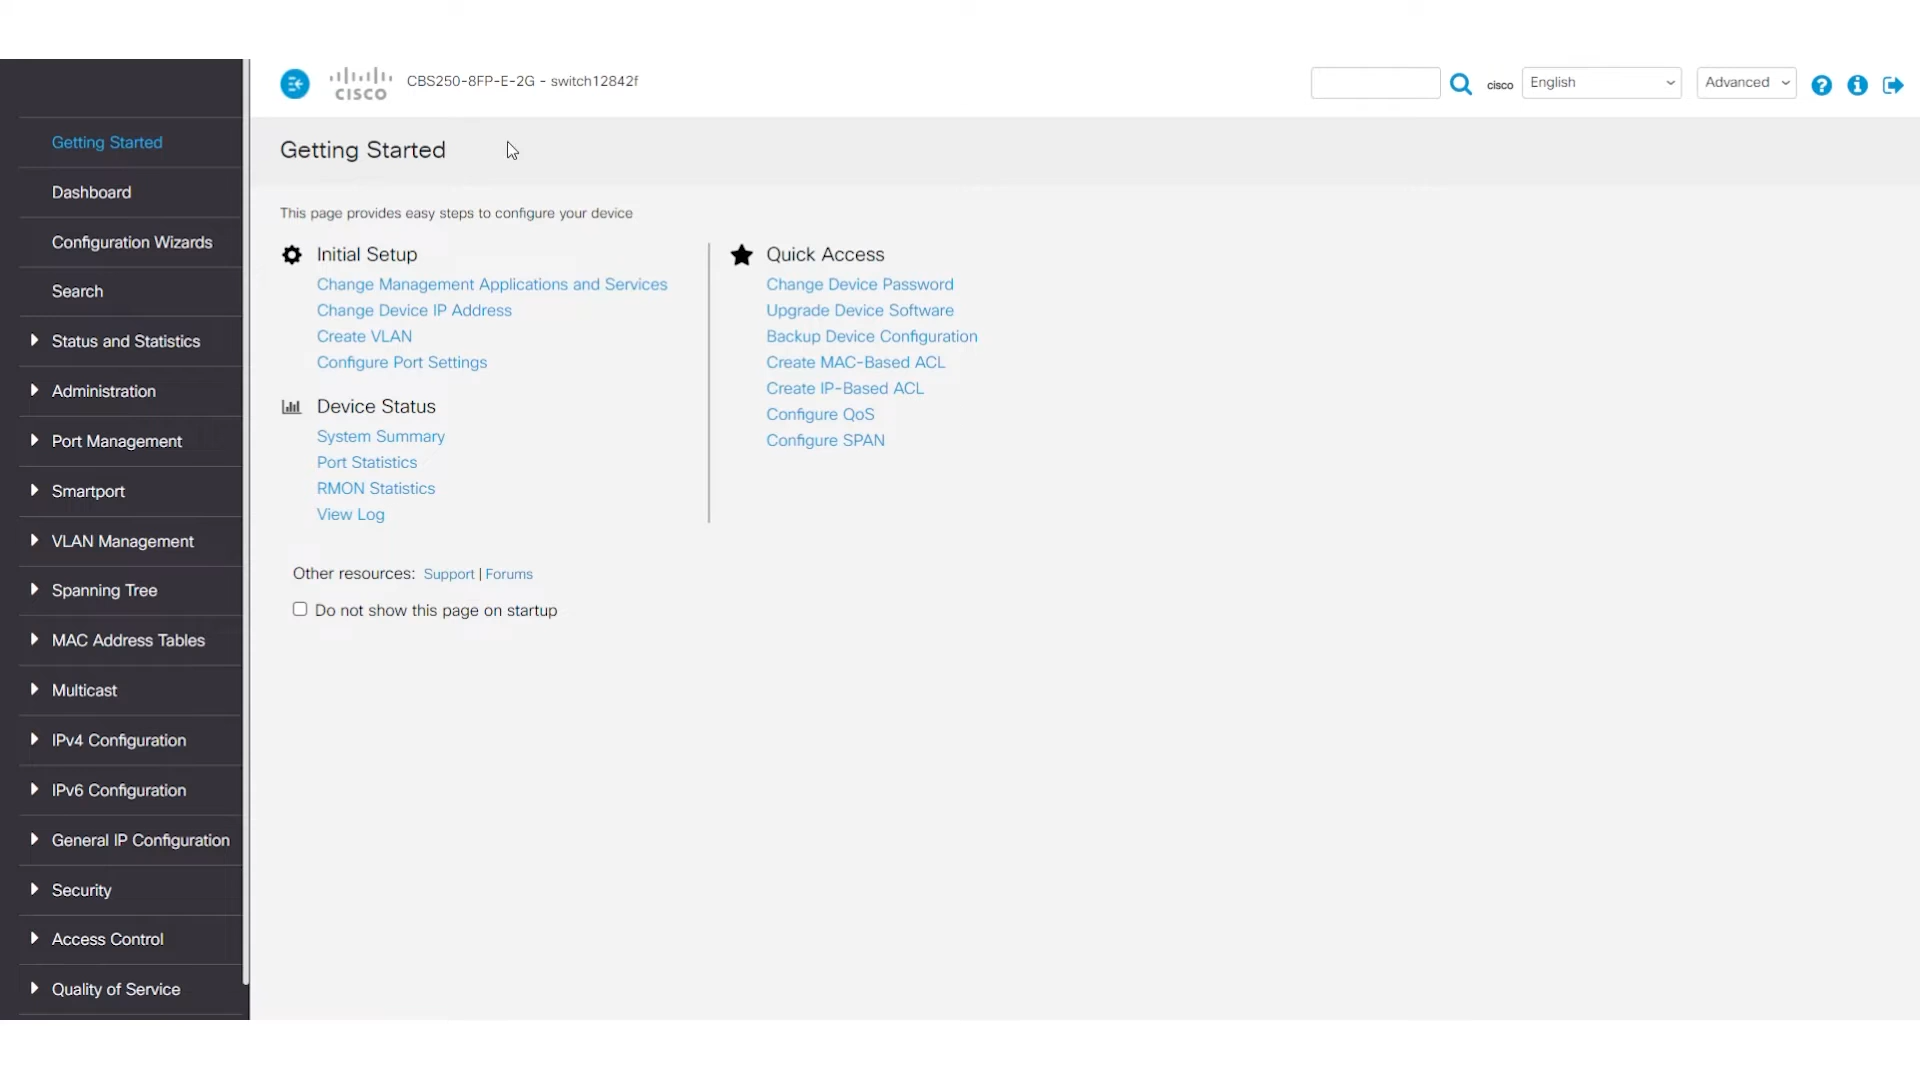 CISCO
CBS250-8FP-E-2G - switch12842f
cisco
English
Advanced
Getting Started
Dashboard
Configuration Wizards
Search
Status and Statistics
Administration
Port Management
Smartport
VLAN Management
Spanning Tree
MAC Address Tables
Multicast
IPv4 Configuration
IPv6 Configuration
General IP Configuration
Security
Access Control
Quality of Service
Getting Started
This page provides easy steps to configure your device
Initial Setup
Change Management Applications and Services
Change Device IP Address
Create VLAN
Configure Port Settings
Device Status
System Summary
Port Statistics
RMON Statistics
View Log
Quick Access
Change Device Password
Upgrade Device Software
Backup Device Configuration
Create MAC-Based ACL
Create IP-Based ACL
Configure QoS
Configure SPAN
Other resources: Support | Forums
Do not show this page on startup